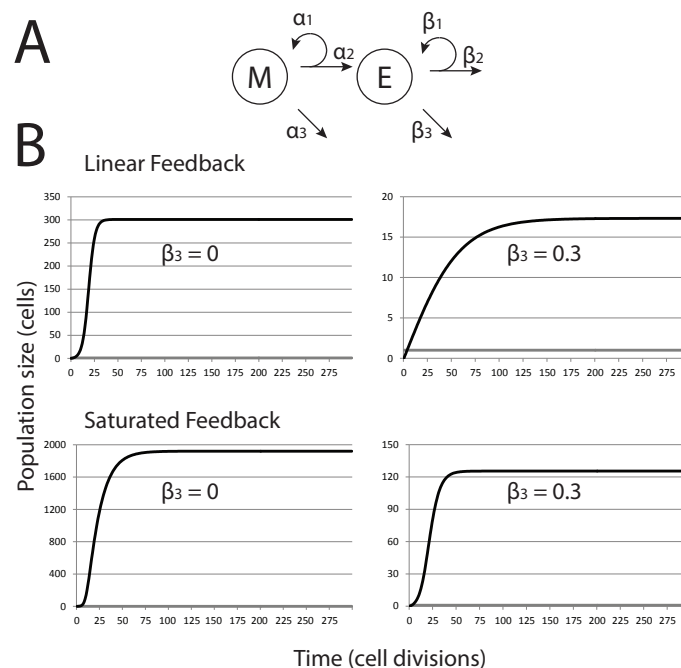 A
α1
α2
α3
M
E
β1
β2
β3
B
Linear Feedback
Population size (cells)
350
300
250
200
150
100
50
0
β3 = 0
0 25 50 75 100 125 150 175 200 225 250 275
20
15
10
5
0
β3 = 0.3
0 25 50 75 100 125 150 175 200 225 250 275
Saturated Feedback
2000
1600
1200
800
400
0
β3 = 0
0 25 50 75 100 125 150 175 200 225 250 275
150
120
90
60
30
0
β3 = 0.3
0 25 50 75 100 125 150 175 200 225 250 275
Time (cell divisions)